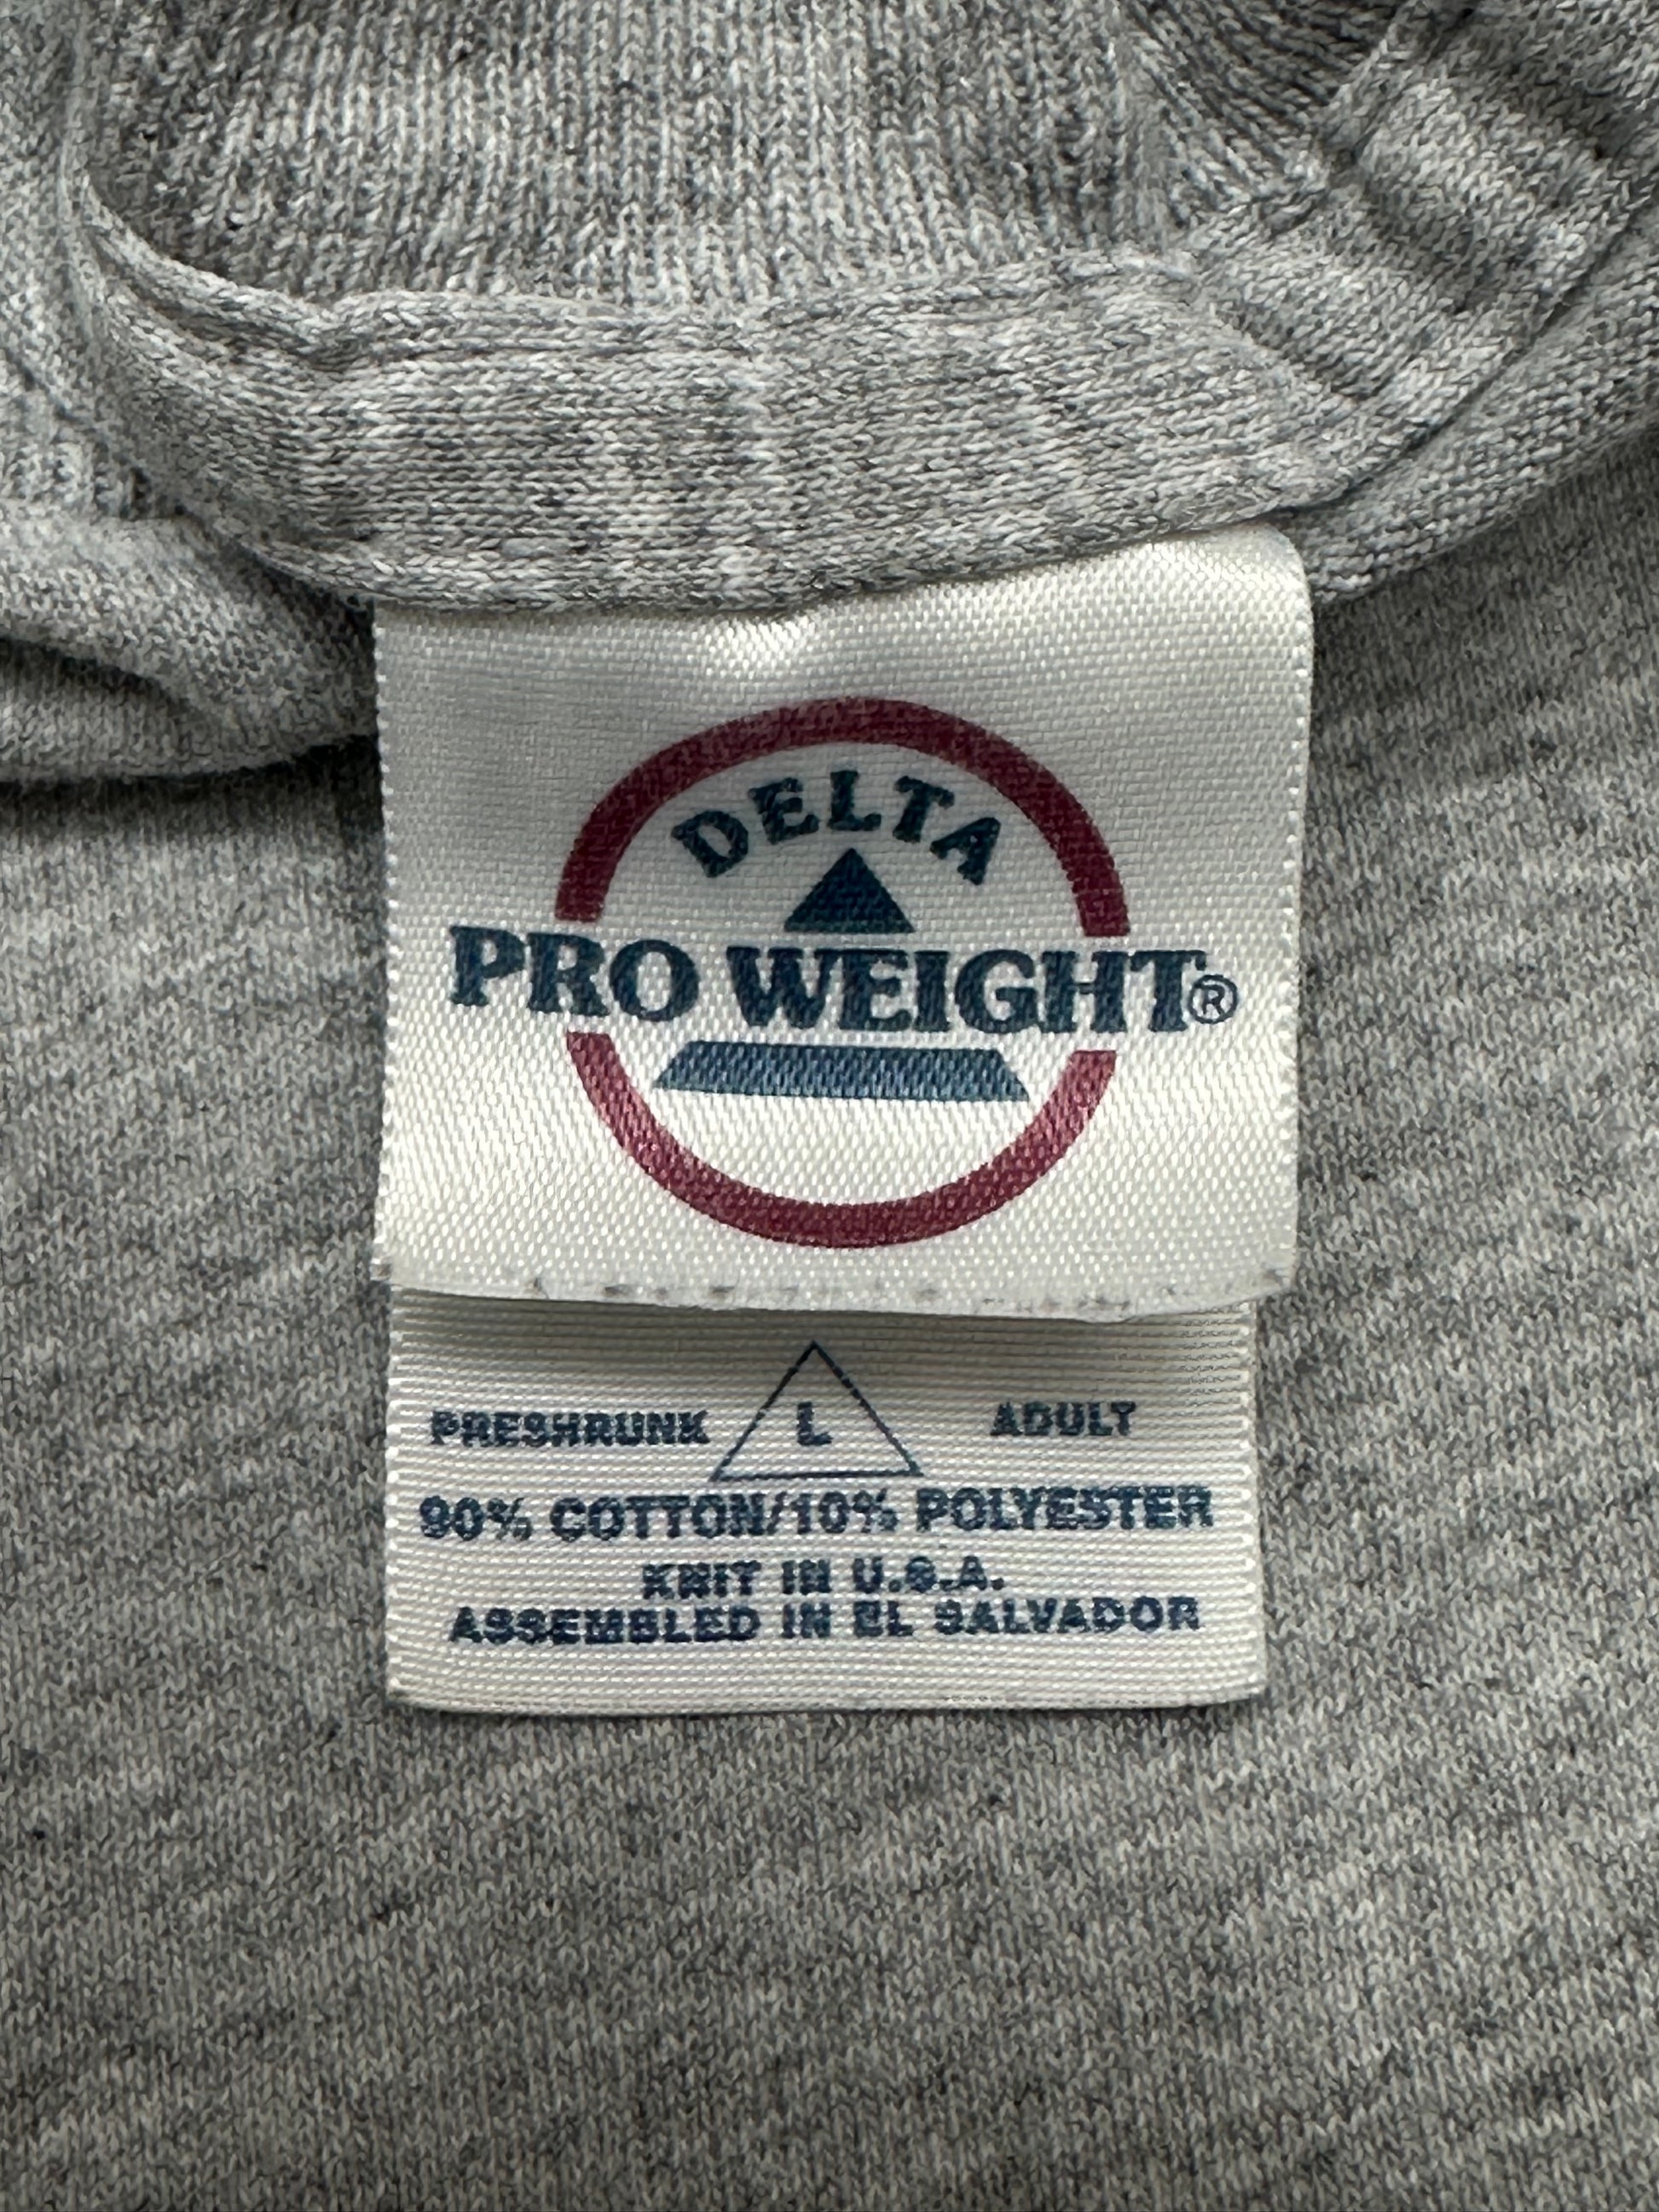 DELTA
PRO WEIGHT®
PRESHRUNK L ADULT
90% COTTON/10% POLYESTER
KNIT IN U.S.A.
ASSEMBLED IN EL SALVADOR